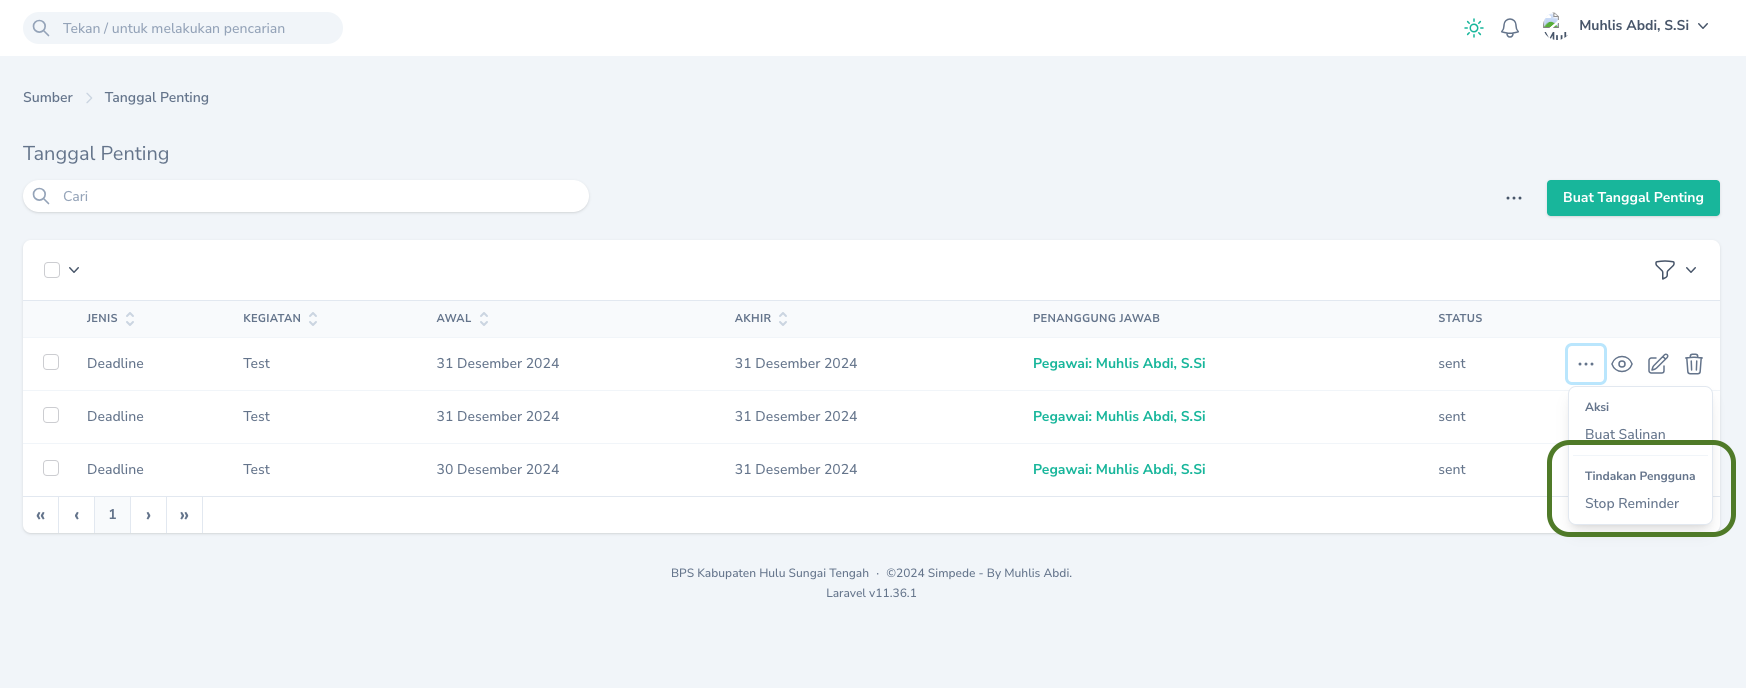 Tekan / untuk melakukan pencarian
Muhlis Abdi, S.Si
Sumber Tanggal Penting
Tanggal Penting
Cari
Buat Tanggal Penting
JENIS KEGIATAN AWAL AKHIR PENANGGUNG JAWAB STATUS
Deadline Test 31 Desember 2024 31 Desember 2024 Pegawai: Muhlis Abdi, S.Si sent
Deadline Test 31 Desember 2024 31 Desember 2024 Pegawai: Muhlis Abdi, S.Si sent
Deadline Test 30 Desember 2024 31 Desember 2024 Pegawai: Muhlis Abdi, S.Si sent
Aksi
Buat Salinan
Tindakan Pengguna
Stop Reminder
« ‹ 1 › »
BPS Kabupaten Hulu Sungai Tengah · ©2024 Simpede - By Muhlis Abdi.
Laravel v11.36.1